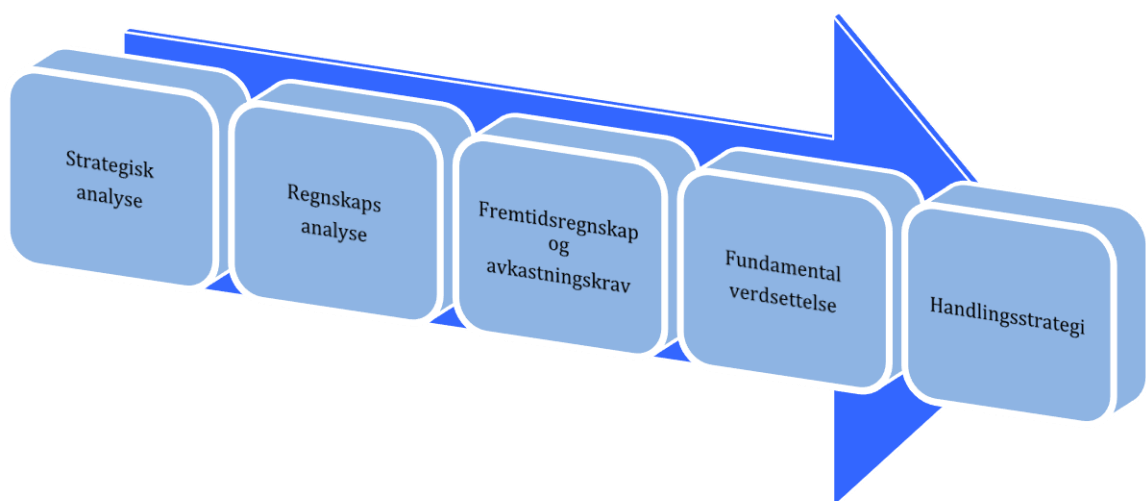 Strategisk
analyse
Regnskaps
analyse
Fremtidsregnskap
og
avkastningskrav
Fundamental
verdsettelse
Handlingsstrategi